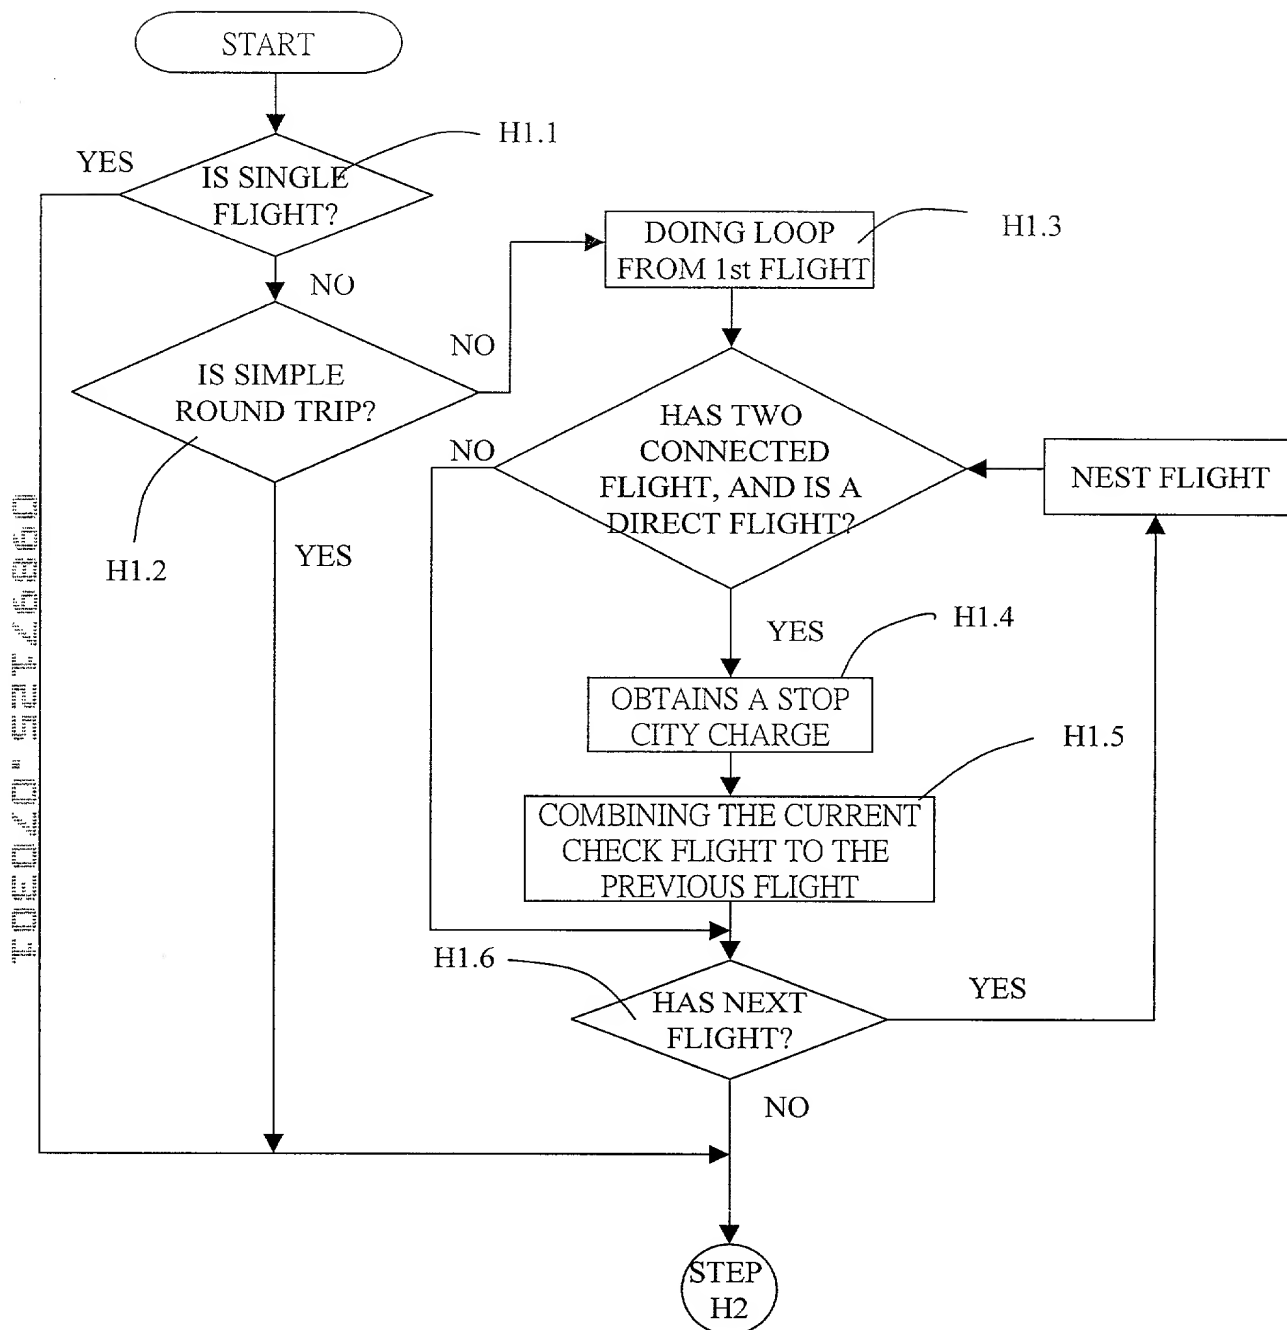 START
H1.1
YES
IS SINGLE
FLIGHT?
NO
DOING LOOP
FROM 1st FLIGHT
H1.3
NO
IS SIMPLE
ROUND TRIP?
H1.2
YES
HAS TWO
CONNECTED
FLIGHT, AND IS A
DIRECT FLIGHT?
NO
NEST FLIGHT
YES
H1.4
OBTAINS A STOP
CITY CHARGE
H1.5
COMBINING THE CURRENT
CHECK FLIGHT TO THE
PREVIOUS FLIGHT
H1.6
HAS NEXT
FLIGHT?
YES
NO
STEP
H2